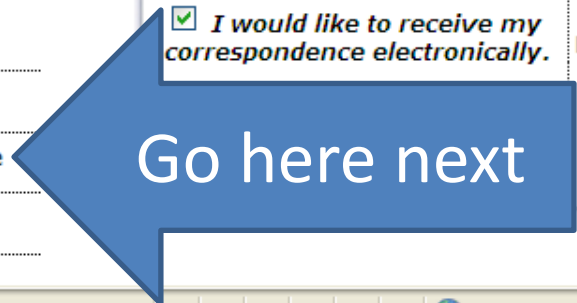 I would like to receive my
correspondence electronically.
Go here next